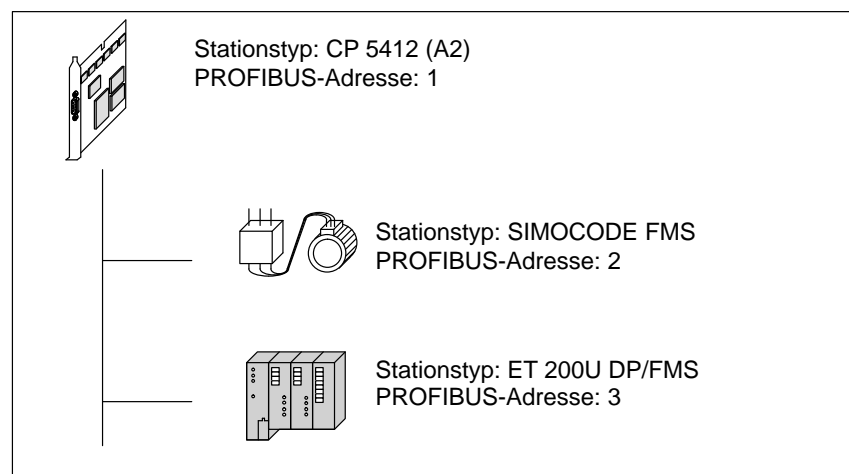 Stationstyp: CP 5412 (A2)
PROFIBUS-Adresse: 1
Stationstyp: SIMOCODE FMS
PROFIBUS-Adresse: 2
Stationstyp: ET 200U DP/FMS
PROFIBUS-Adresse: 3